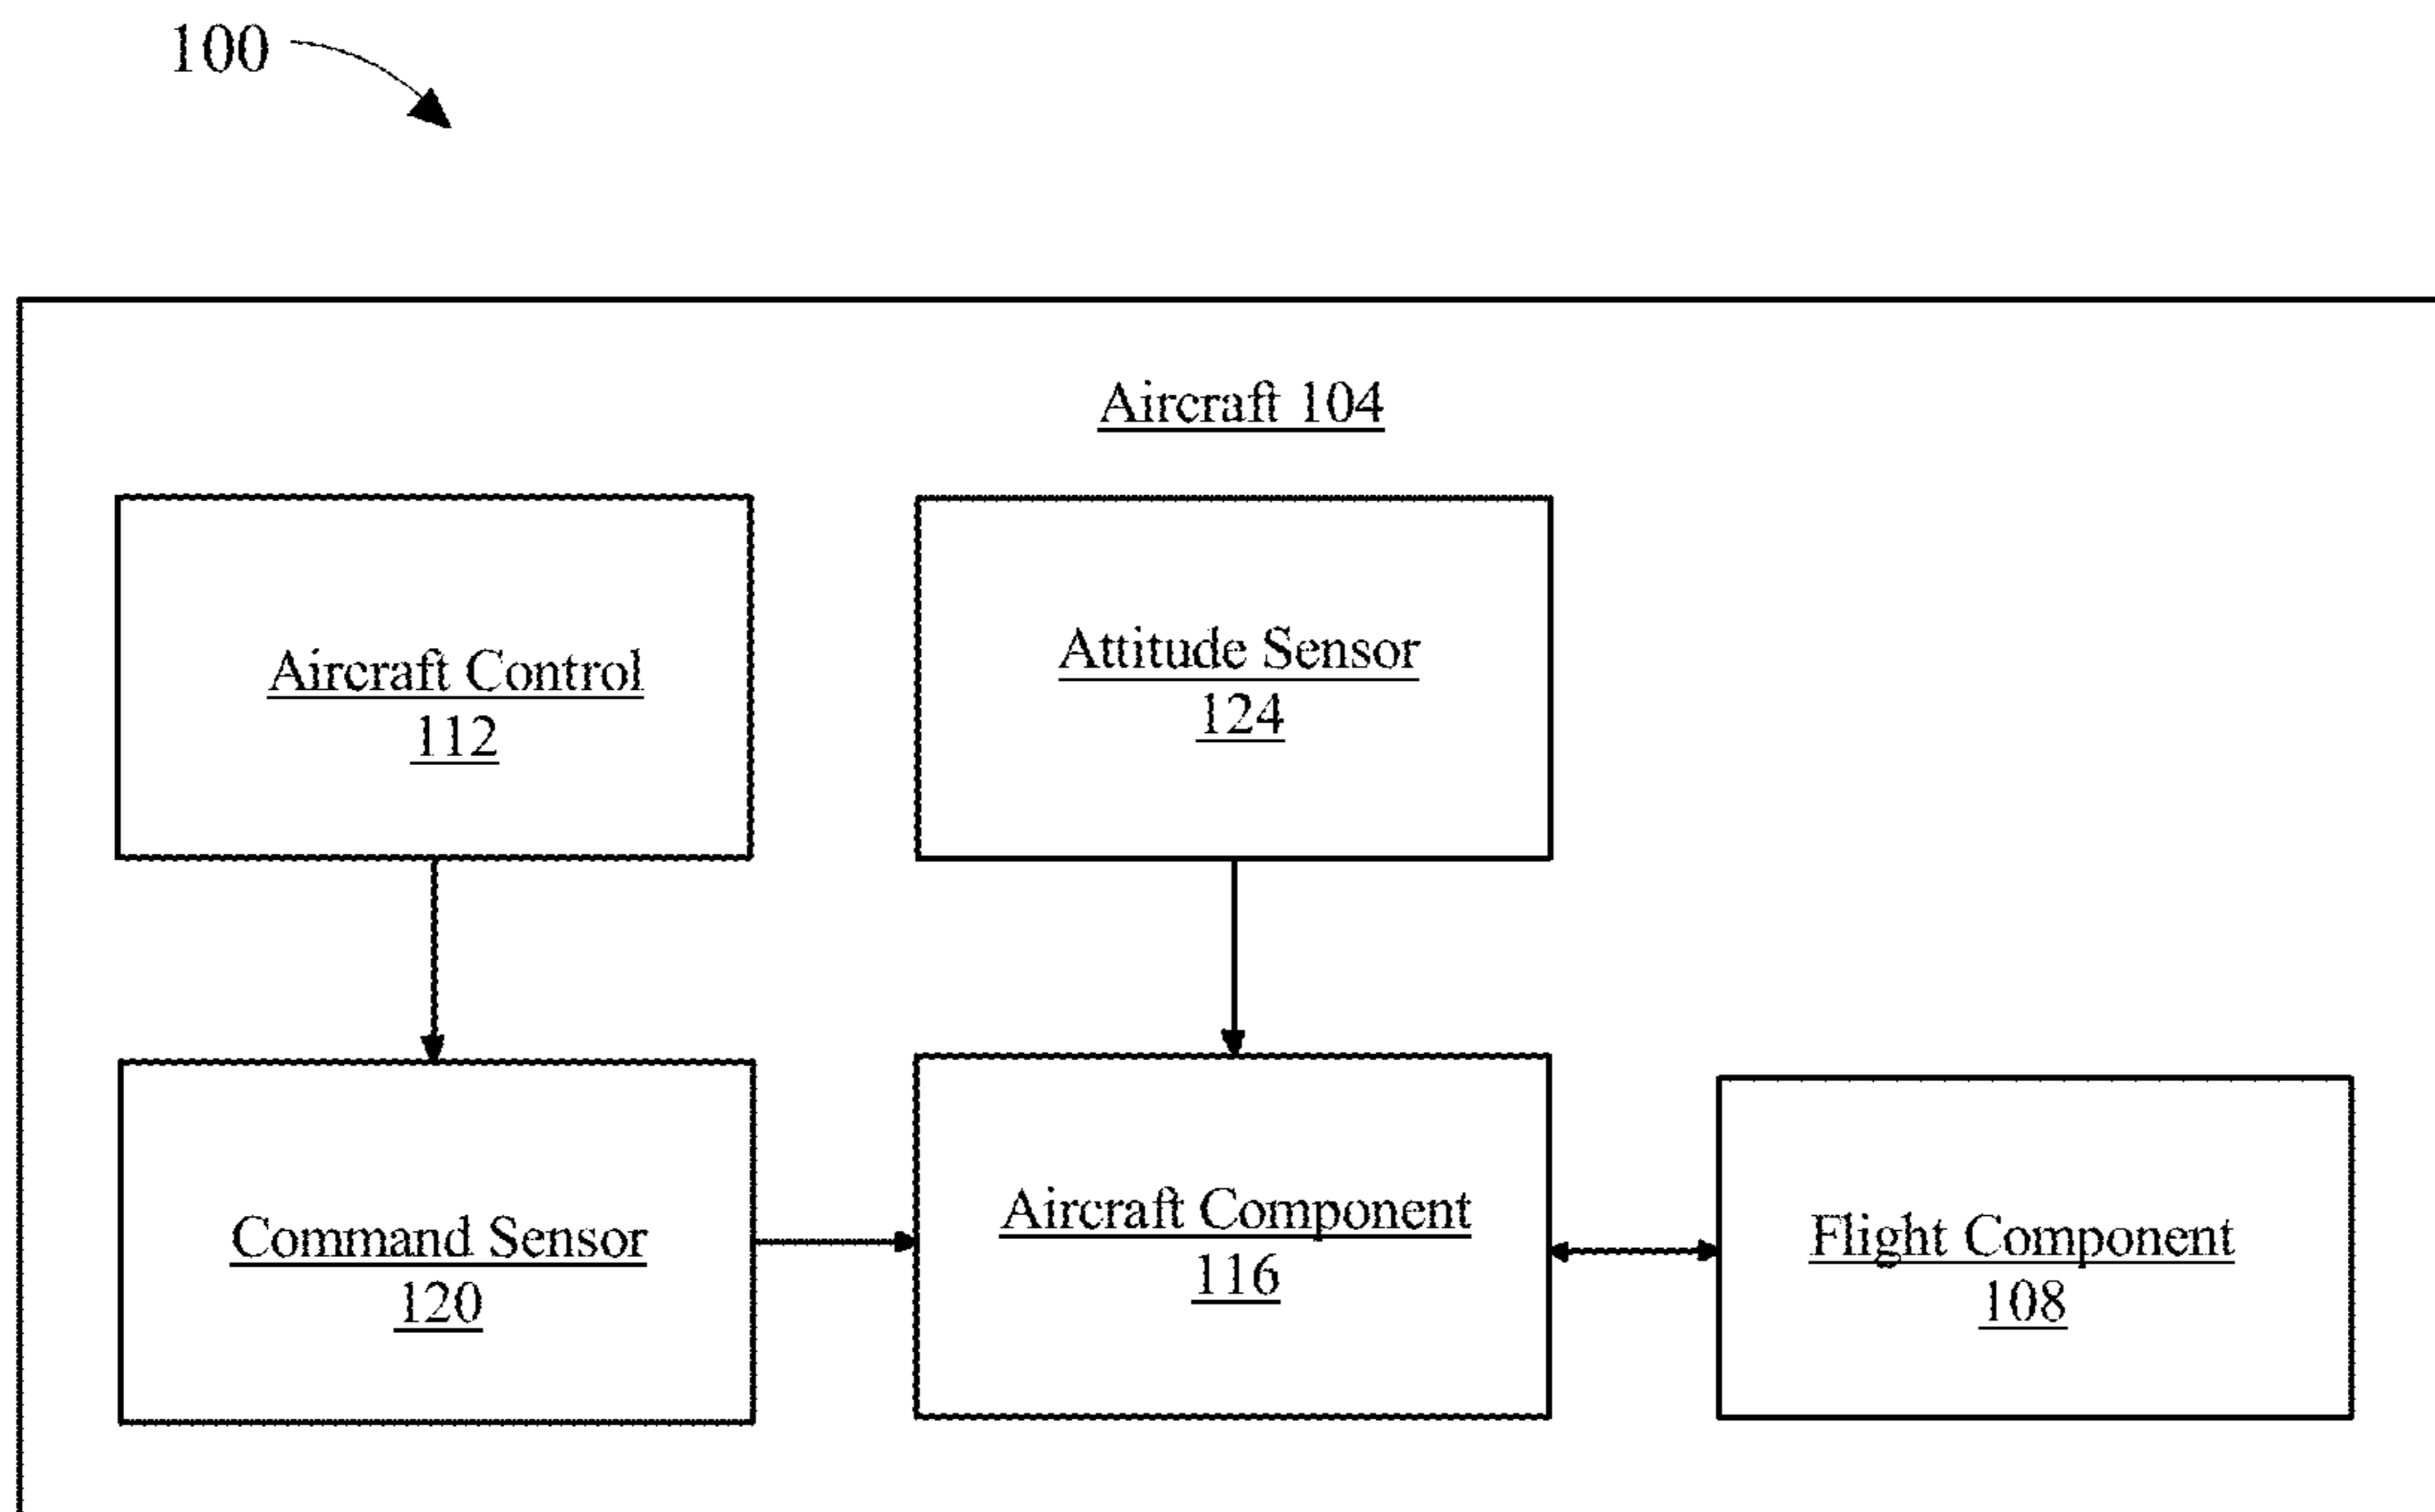 100
Aircraft 104
Aircraft Control
112
Attitude Sensor
124
Command Sensor
120
Aircraft Component
116
Flight Component
108